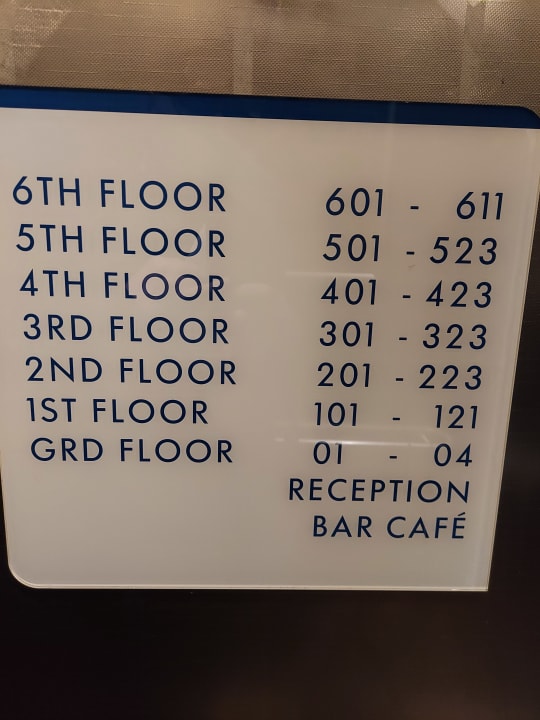 6TH FLOOR 601 - 611
5TH FLOOR 501 - 523
4TH FLOOR 401 - 423
3RD FLOOR 301 - 323
2ND FLOOR 201 - 223
1ST FLOOR 101 - 121
GRD FLOOR 01 - 04
RECEPTION
BAR CAFÉ